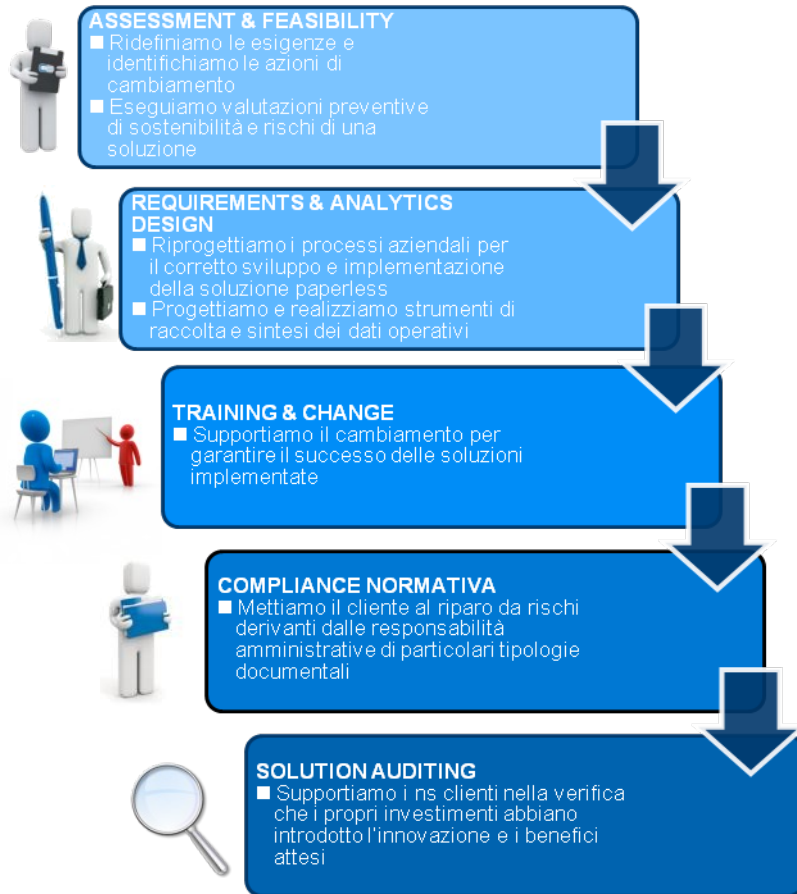 ASSESSMENT & FEASIBILITY
■ Ridefiniamo le esigenze e
identifichiamo le azioni di
cambiamento
■ Eseguiamo valutazioni preventive
di sostenibilità e rischi di una
soluzione
REQUIREMENTS & ANALYTICS
DESIGN
■ Riprogettiamo i processi aziendali per
il corretto sviluppo e implementazione
della soluzione paperless
■ Progettiamo e realizziamo strumenti di
raccolta e sintesi dei dati operativi
TRAINING & CHANGE
■ Supportiamo il cambiamento per
garantire il successo delle soluzioni
implementate
COMPLIANCE NORMATIVA
■ Mettiamo il cliente al riparo da rischi
derivanti dalle responsabilità
amministrative di particolari tipologie
documentali
SOLUTION AUDITING
■ Supportiamo i ns clienti nella verifica
che i propri investimenti abbiano
introdotto l'innovazione e i benefici
attesi